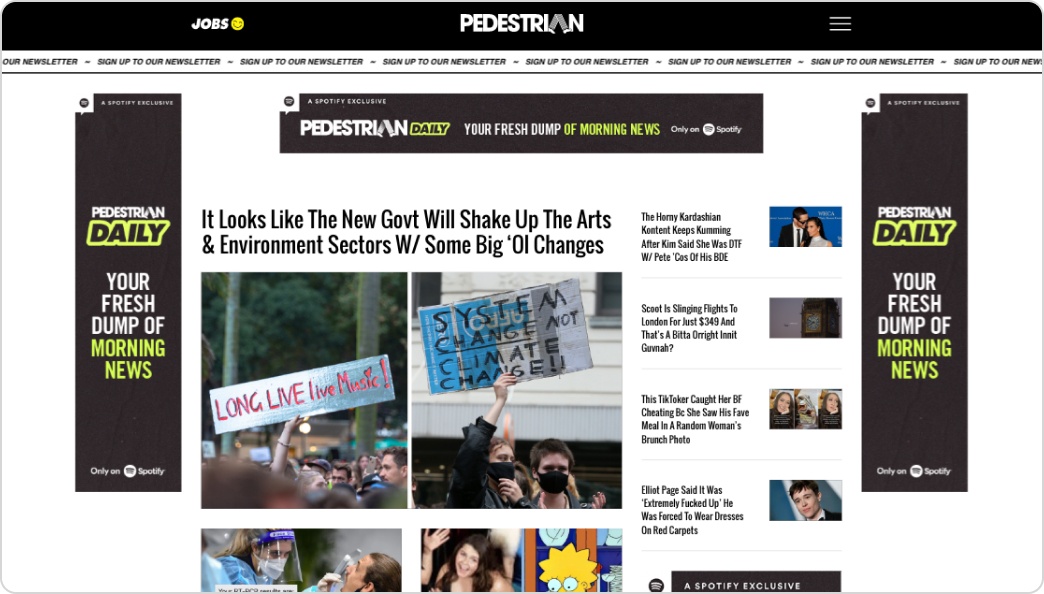 JOBS
PEDESTRIAN
OUR NEWSLETTER ~ SIGN UP TO OUR NEWSLETTER ~ SIGN UP TO OUR NEWSLETTER ~ SIGN UP TO OUR NEWSLETTER ~ SIGN UP TO OUR NEWSLETTER ~ SIGN UP TO OUR NEWSLETTER ~ SIGN UP TO OUR NEWSLETTER ~ SIGN UP TO OUR NEW
A SPOTIFY EXCLUSIVE
PEDESTRIAN
DAILY
YOUR
FRESH
DUMP OF
MORNING
NEWS
Only on Spotify
A SPOTIFY EXCLUSIVE
PEDESTRIAN DAILY YOUR FRESH DUMP OF MORNING NEWS Only on Spotify
It Looks Like The New Govt Will Shake Up The Arts
& Environment Sectors W/ Some Big ‘Ol Changes
LONG LIVE live Music!
SYSTEM
CHANGE NOT
CLIMATE
CHANGE!!
The Horny Kardashian
Kontent Keeps Kumming
After Kim Said She Was DTF
W/ Pete ’Cos Of His BDE
WHCA
Scoot Is Slinging Flights To
London For Just $349 And
That’s A Bitta Orright Innit
Guvnah?
This TikToker Caught Her BF
Cheating Bc She Saw His Fave
Meal In A Random Woman’s
Brunch Photo
Elliot Page Said It Was
‘Extremely Fucked Up’ He
Was Forced To Wear Dresses
On Red Carpets
A SPOTIFY EXCLUSIVE
A SPOTIFY EXCLUSIVE
PEDESTRIAN
DAILY
YOUR
FRESH
DUMP OF
MORNING
NEWS
Only on Spotify